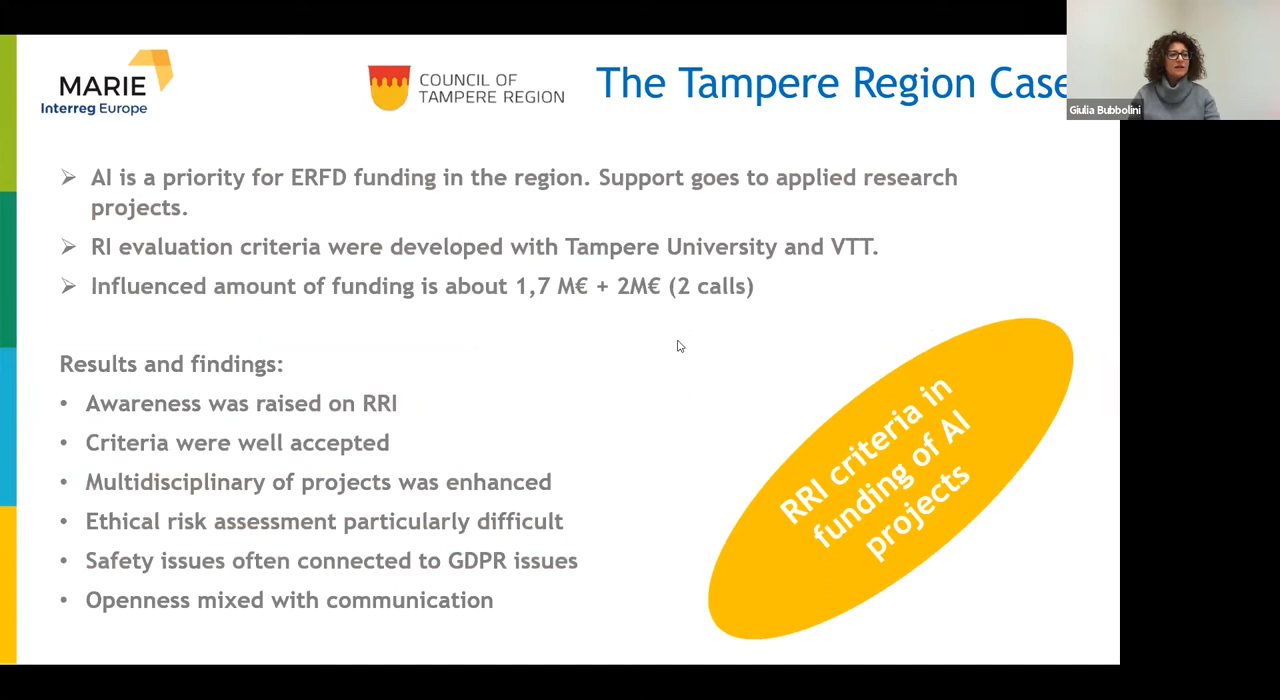 MARIE
Interreg Europe
COUNCIL OF
TAMPERE REGION
The Tampere Region Case
Giulia Bubbolini
AI is a priority for ERFD funding in the region. Support goes to applied research
projects.
RI evaluation criteria were developed with Tampere University and VTT.
Influenced amount of funding is about 1,7 M€ + 2M€ (2 calls)
Results and findings:
• Awareness was raised on RRI
• Criteria were well accepted
• Multidisciplinary of projects was enhanced
• Ethical risk assessment particularly difficult
• Safety issues often connected to GDPR issues
• Openness mixed with communication
RRI criteria in
funding of AI
projects